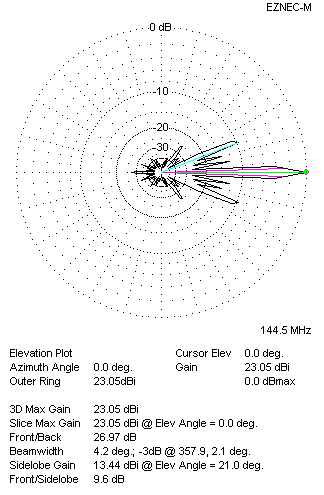 EZNEC-M
0 dB
-10
-20
-30
144.5 MHz
Elevation Plot Cursor Elev 0.0 deg.
Azimuth Angle 0.0 deg. Gain 23.05 dBi
Outer Ring 23.05dBi 0.0 dBmax
3D Max Gain 23.05 dBi
Slice Max Gain 23.05 dBi @ Elev Angle = 0.0 deg.
Front/Back 26.97 dB
Beamwidth 4.2 deg.; -3dB @ 357.9, 2.1 deg.
Sidelobe Gain 13.44 dBi @ Elev Angle = 21.0 deg.
Front/Sidelobe 9.6 dB